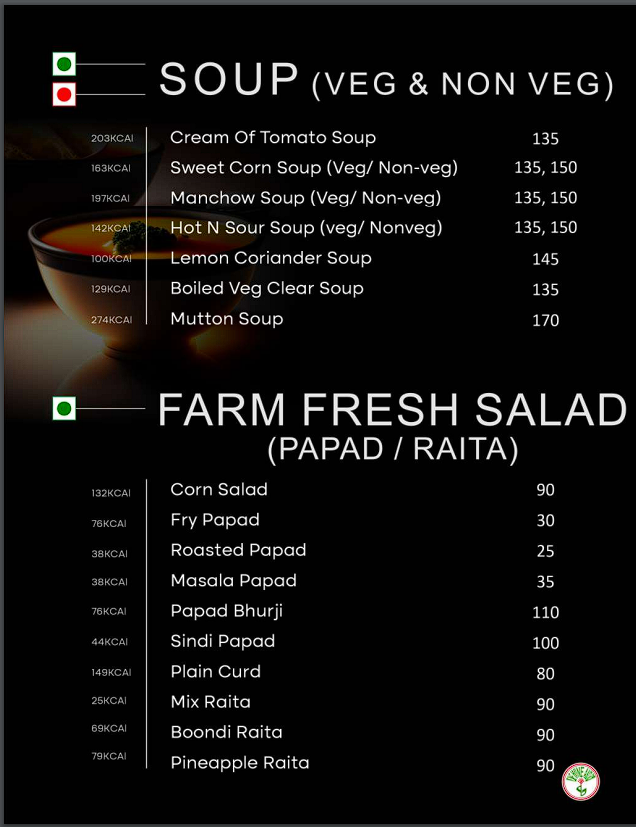 SOUP (VEG & NON VEG)
203KCAl Cream Of Tomato Soup 135
163KCAl Sweet Corn Soup (Veg/ Non-veg) 135, 150
197KCAl Manchow Soup (Veg/ Non-veg) 135, 150
142KCAl Hot N Sour Soup (veg/ Nonveg) 135, 150
100KCAl Lemon Coriander Soup 145
129KCAl Boiled Veg Clear Soup 135
274KCAl Mutton Soup 170
FARM FRESH SALAD
(PAPAD / RAITA)
132KCAl Corn Salad 90
76KCAl Fry Papad 30
38KCAl Roasted Papad 25
38KCAl Masala Papad 35
76KCAl Papad Bhurji 110
44KCAl Sindi Papad 100
149KCAl Plain Curd 80
25KCAl Mix Raita 90
69KCAl Boondi Raita 90
79KCAl Pineapple Raita 90